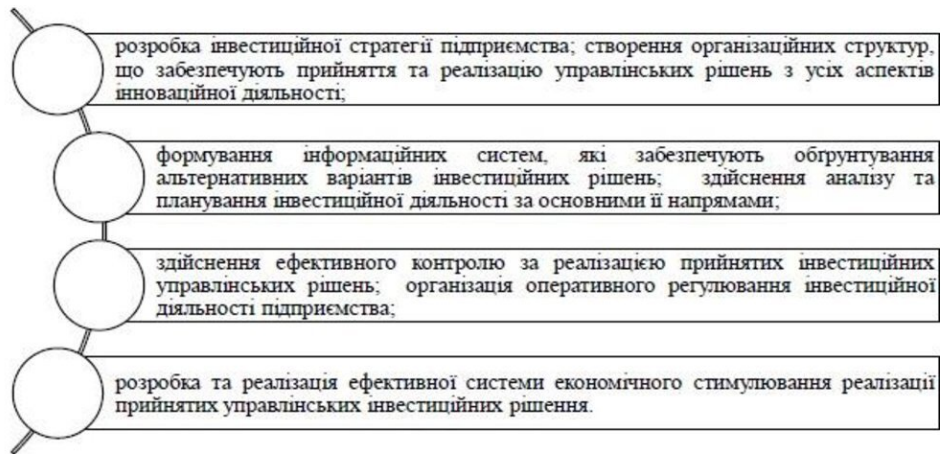 розробка інвестиційної стратегії підприємства; створення організаційних структур,
що забезпечують прийняття та реалізацію управлінських рішень з усіх аспектів
інноваційної діяльності;
формування інформаційних систем, які забезпечують обґрунтування
альтернативних варіантів інвестиційних рішень; здійснення аналізу та
планування інвестиційної діяльності за основними її напрямами;
здійснення ефективного контролю за реалізацією прийнятих інвестиційних
управлінських рішень; організація оперативного регулювання інвестиційної
діяльності підприємства;
розробка та реалізація ефективної системи економічного стимулювання реалізації
прийнятих управлінських інвестиційних рішення.